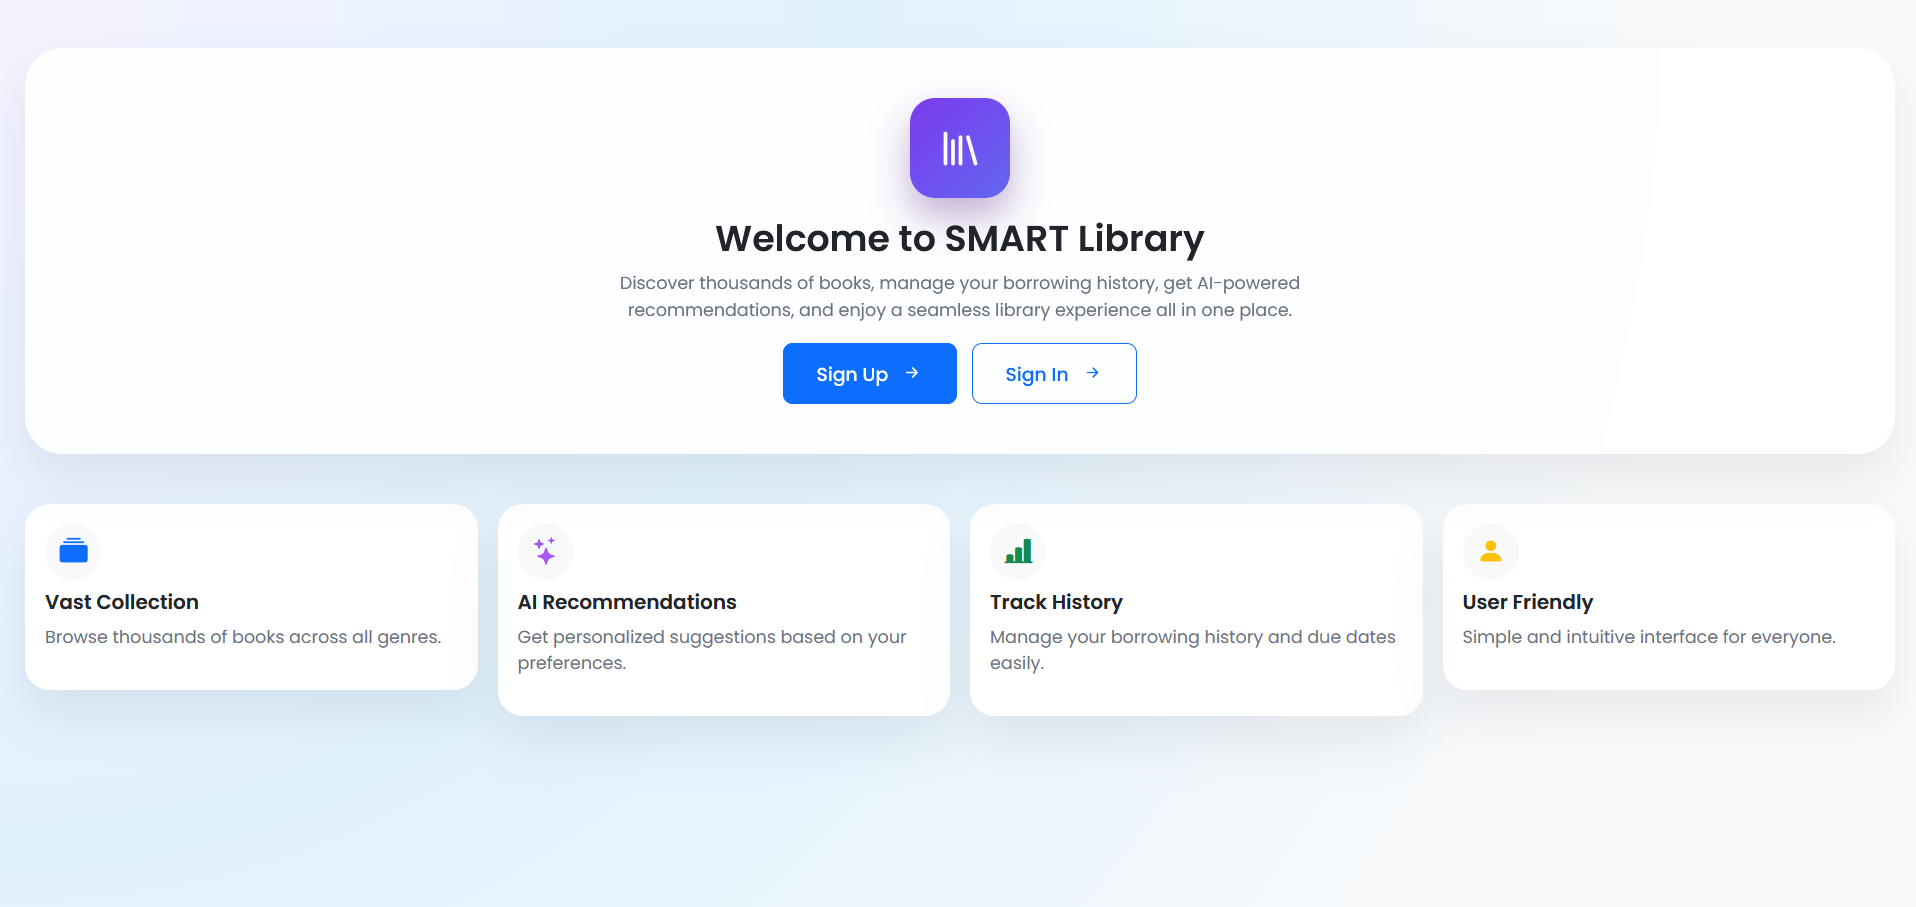 Welcome to SMART Library
Discover thousands of books, manage your borrowing history, get AI-powered
recommendations, and enjoy a seamless library experience all in one place.
Sign Up
Sign In
Vast Collection
Browse thousands of books across all genres.
AI Recommendations
Get personalized suggestions based on your
preferences.
Track History
Manage your borrowing history and due dates
easily.
User Friendly
Simple and intuitive interface for everyone.